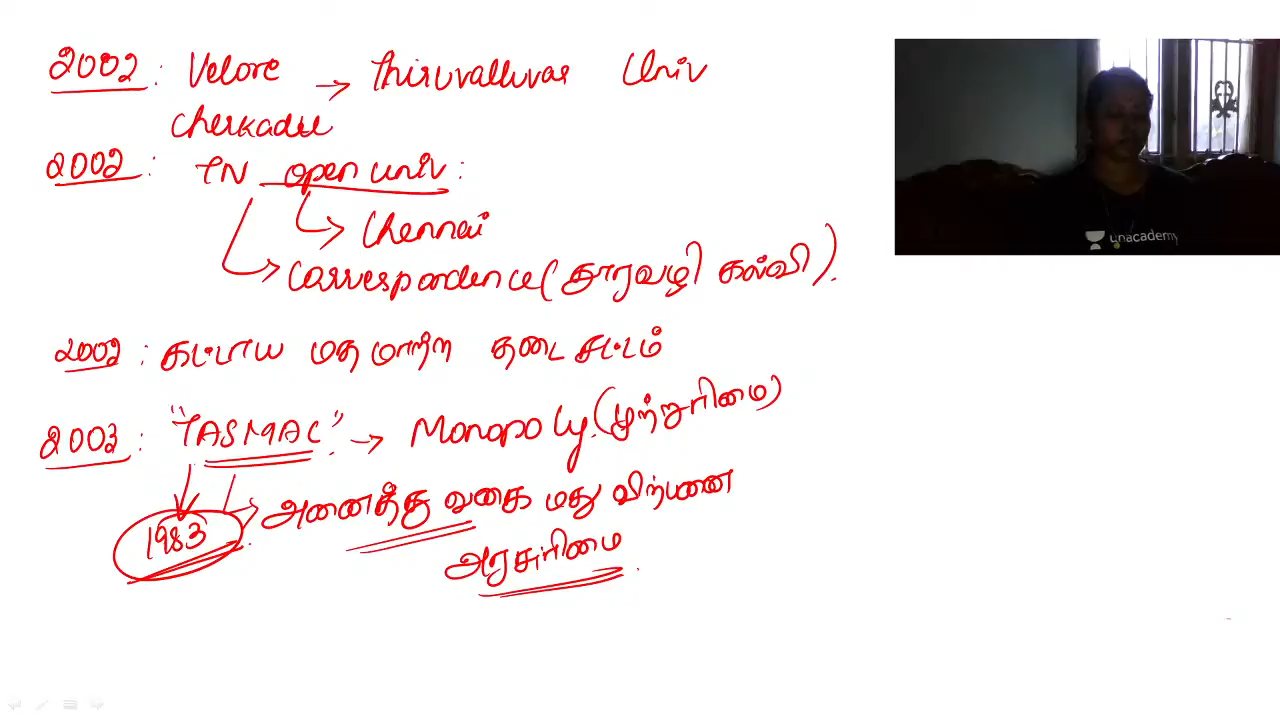 2002 : Velore → Thiruvalluvar Univ
Cherkadu
2002 : TN open univ :
Chennai
Correspondence (தூரவழி கல்வி).
2002 : கட்டாய மத மாற்ற தடை சட்டம்
2003 : "TASMAC" → Monopoly (முற்றுரிமை)
1983
அனைத்து வகை மது விற்பனை
அரசுரிமை
unacademy